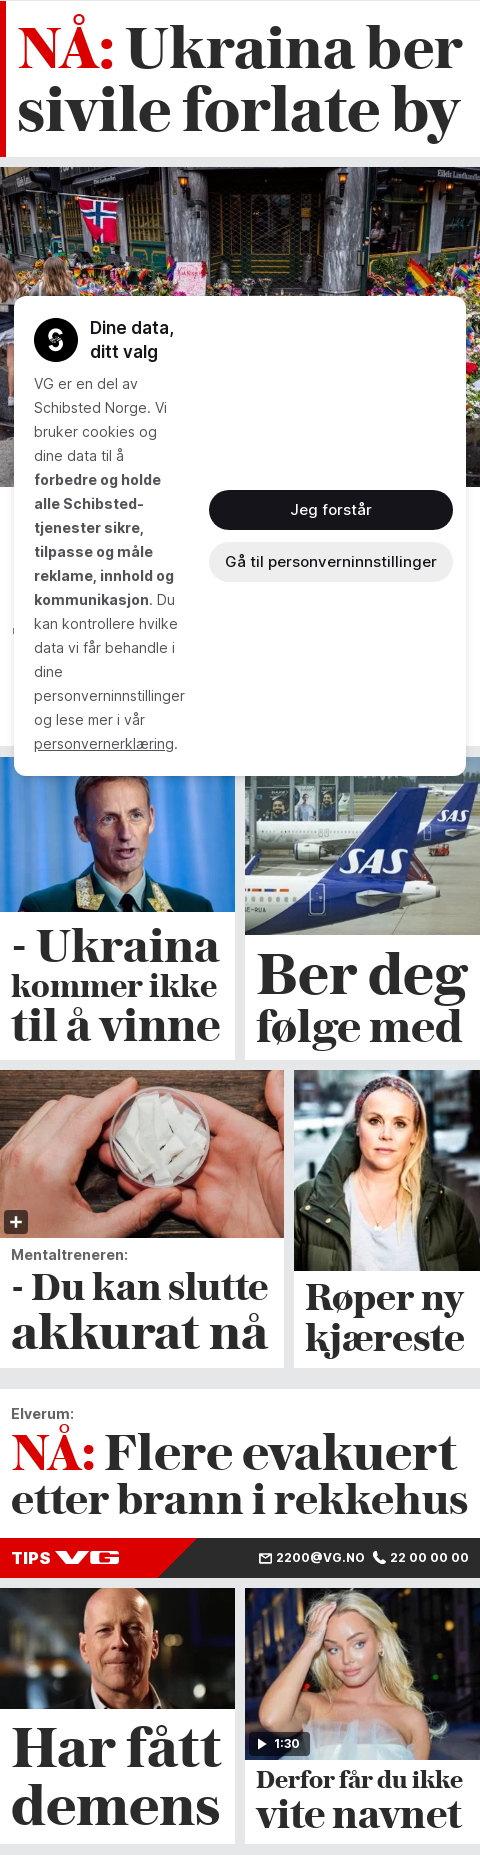 NÅ: Ukraina ber
sivile forlate by
Dine data,
ditt valg
VG er en del av
Schibsted Norge. Vi
bruker cookies og
dine data til å
forbedre og holde
alle Schibsted-
tjenester sikre,
tilpasse og måle
reklame, innhold og
kommunikasjon. Du
kan kontrollere hvilke
data vi får behandle i
dine
personverninnstillinger
og lese mer i vår
personvernerklæring.
Jeg forstår
Gå til personverninnstillinger
- Ukraina
kommer ikke
til å vinne
SAS
SAS
Ber deg
følge med
Mentaltreneren:
- Du kan slutte
akkurat nå
Røper ny
kjæreste
Elverum:
NÅ: Flere evakuert
etter brann i rekkehus
TIPS VG
2200@VG.NO 22 00 00 00
Har fått
demens
1:30
Derfor får du ikke
vite navnet